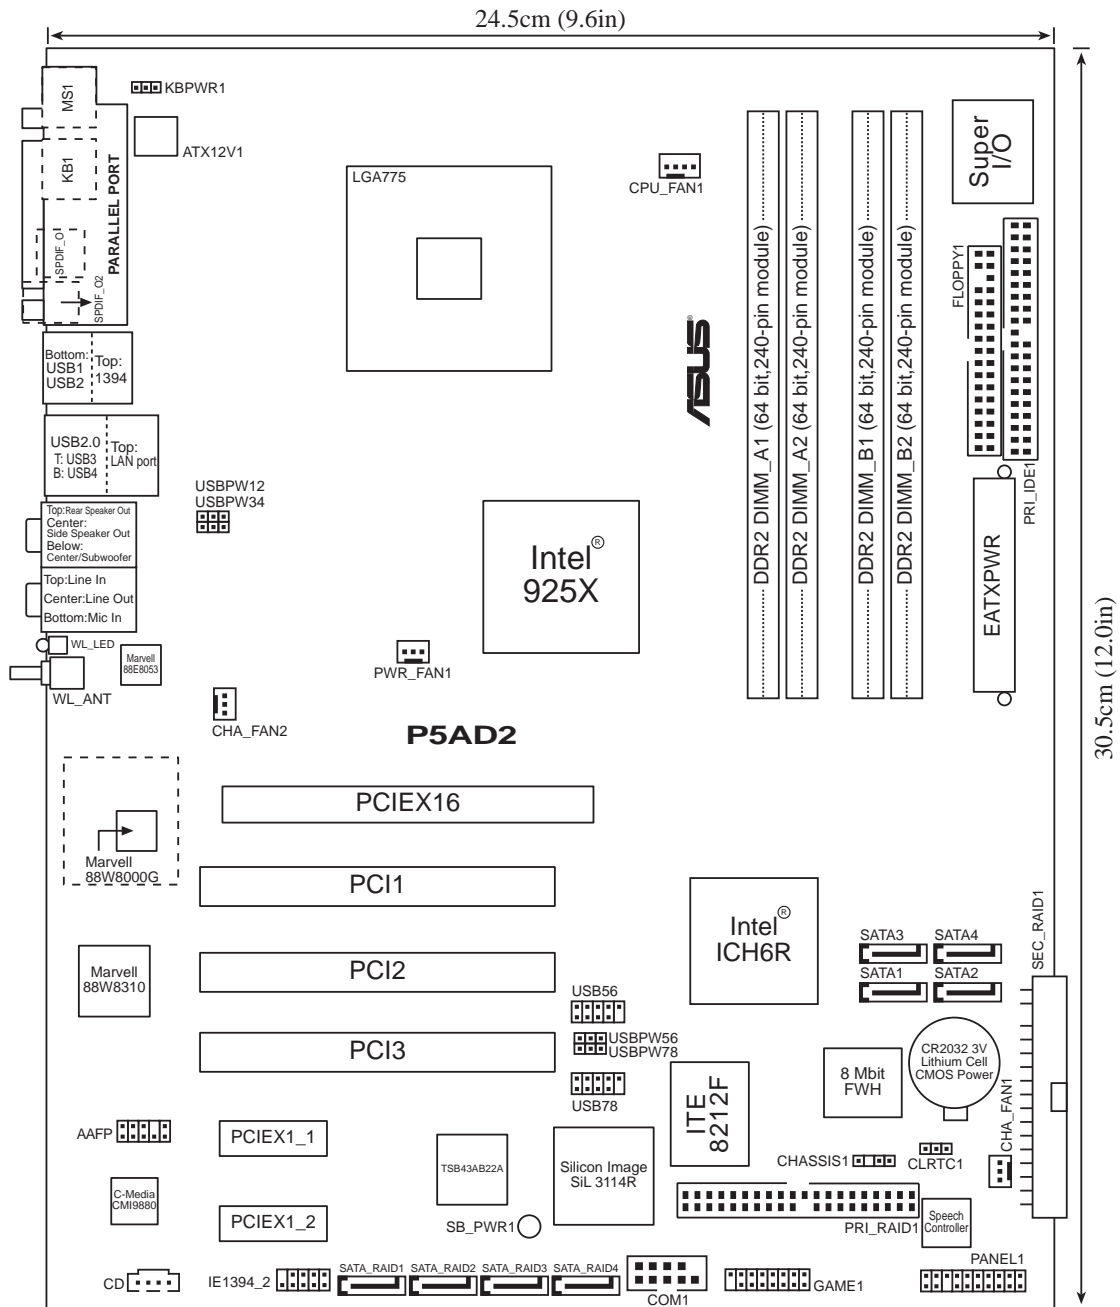 24.5cm (9.6in)
30.5cm (12.0in)
MS1
KB1
PARALLEL PORT
SPDIF_O1
SPDIF_O2
KBPWR1
ATX12V1
LGA775
CPU_FAN1
Super
I/O
FLOPPY1
PRI_IDE1
DDR2 DIMM_A1 (64 bit,240-pin module)
DDR2 DIMM_A2 (64 bit,240-pin module)
DDR2 DIMM_B1 (64 bit,240-pin module)
DDR2 DIMM_B2 (64 bit,240-pin module)
ASUS®
Bottom:
USB1
USB2
Top:
1394
USB2.0
T: USB3
B: USB4
Top:
LAN port
USBPW12
USBPW34
Top:Rear Speaker Out
Center:
Side Speaker Out
Below:
Center/Subwoofer
Top:Line In
Center:Line Out
Bottom:Mic In
Intel®
925X
EATXPWR
WL_LED
WL_ANT
Marvell
88E8053
PWR_FAN1
CHA_FAN2
P5AD2
PCIEX16
Marvell
88W8000G
PCI1
Intel®
ICH6R
SATA3
SATA4
SATA1
SATA2
SEC_RAID1
Marvell
88W8310
PCI2
USB56
USBPW56
USBPW78
PCI3
USB78
CR2032 3V
Lithium Cell
CMOS Power
8 Mbit
FWH
ITE
8212F
CHA_FAN1
AAFP
PCIEX1_1
TSB43AB22A
Silicon Image
SiL 3114R
CHASSIS1
CLRTC1
C-Media
CMI9880
PCIEX1_2
SB_PWR1
PRI_RAID1
Speech
Controller
CD
IE1394_2
SATA_RAID1
SATA_RAID2
SATA_RAID3
SATA_RAID4
COM1
GAME1
PANEL1